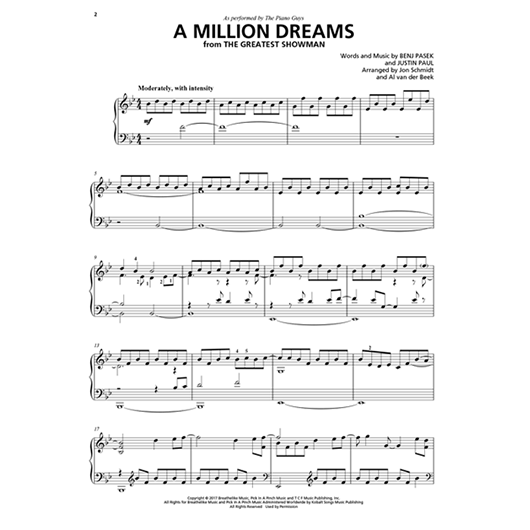 2
As performed by The Piano Guys
A MILLION DREAMS
from THE GREATEST SHOWMAN
Words and Music by BENJ PASEK
and JUSTIN PAUL
Arranged by Jon Schmidt
and Al van der Beek
Moderately, with intensity
mf
5
9
13
17
Copyright © 2017 Breathelike Music, Pick In A Pinch Music and T C F Music Publishing, Inc.
All Rights for Breathelike Music and Pick In A Pinch Music Administered Worldwide by Kobalt Songs Music Publishing
All Rights Reserved Used by Permission